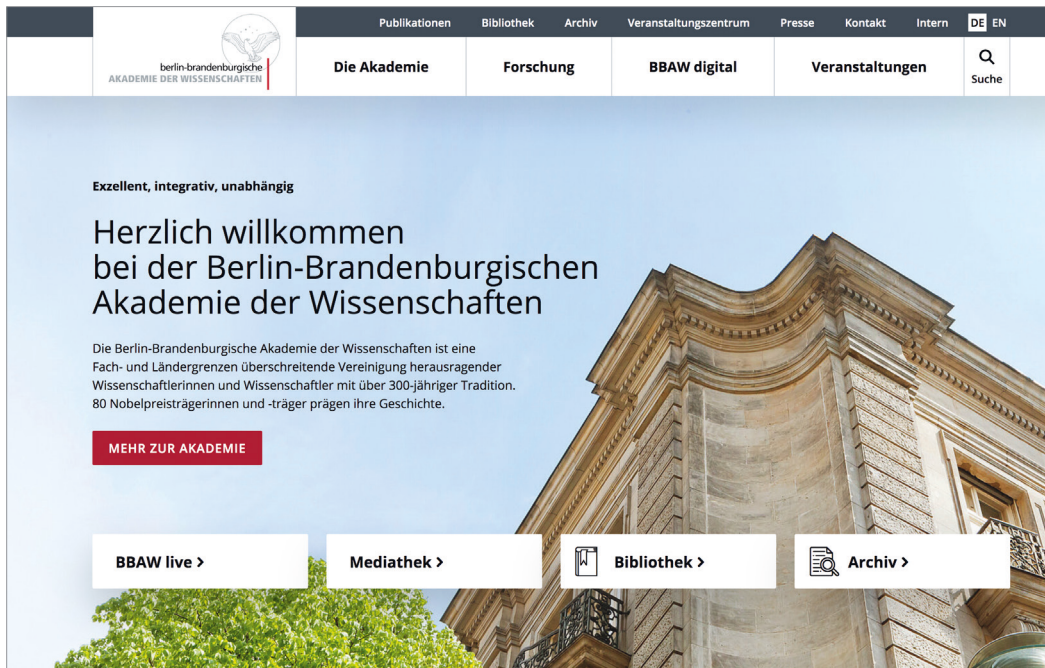 Publikationen Bibliothek Archiv Veranstaltungszentrum Presse Kontakt Intern DE EN
berlin-brandenburgische
AKADEMIE DER WISSENSCHAFTEN
Die Akademie Forschung BBAW digital Veranstaltungen Suche
Exzellent, integrativ, unabhängig
Herzlich willkommen
bei der Berlin-Brandenburgischen
Akademie der Wissenschaften
Die Berlin-Brandenburgische Akademie der Wissenschaften ist eine
Fach- und Ländergrenzen überschreitende Vereinigung herausragender
Wissenschaftlerinnen und Wissenschaftler mit über 300-jähriger Tradition.
80 Nobelpreisträgerinnen und -träger prägen ihre Geschichte.
MEHR ZUR AKADEMIE
BBAW live > Mediathek > Bibliothek > Archiv >